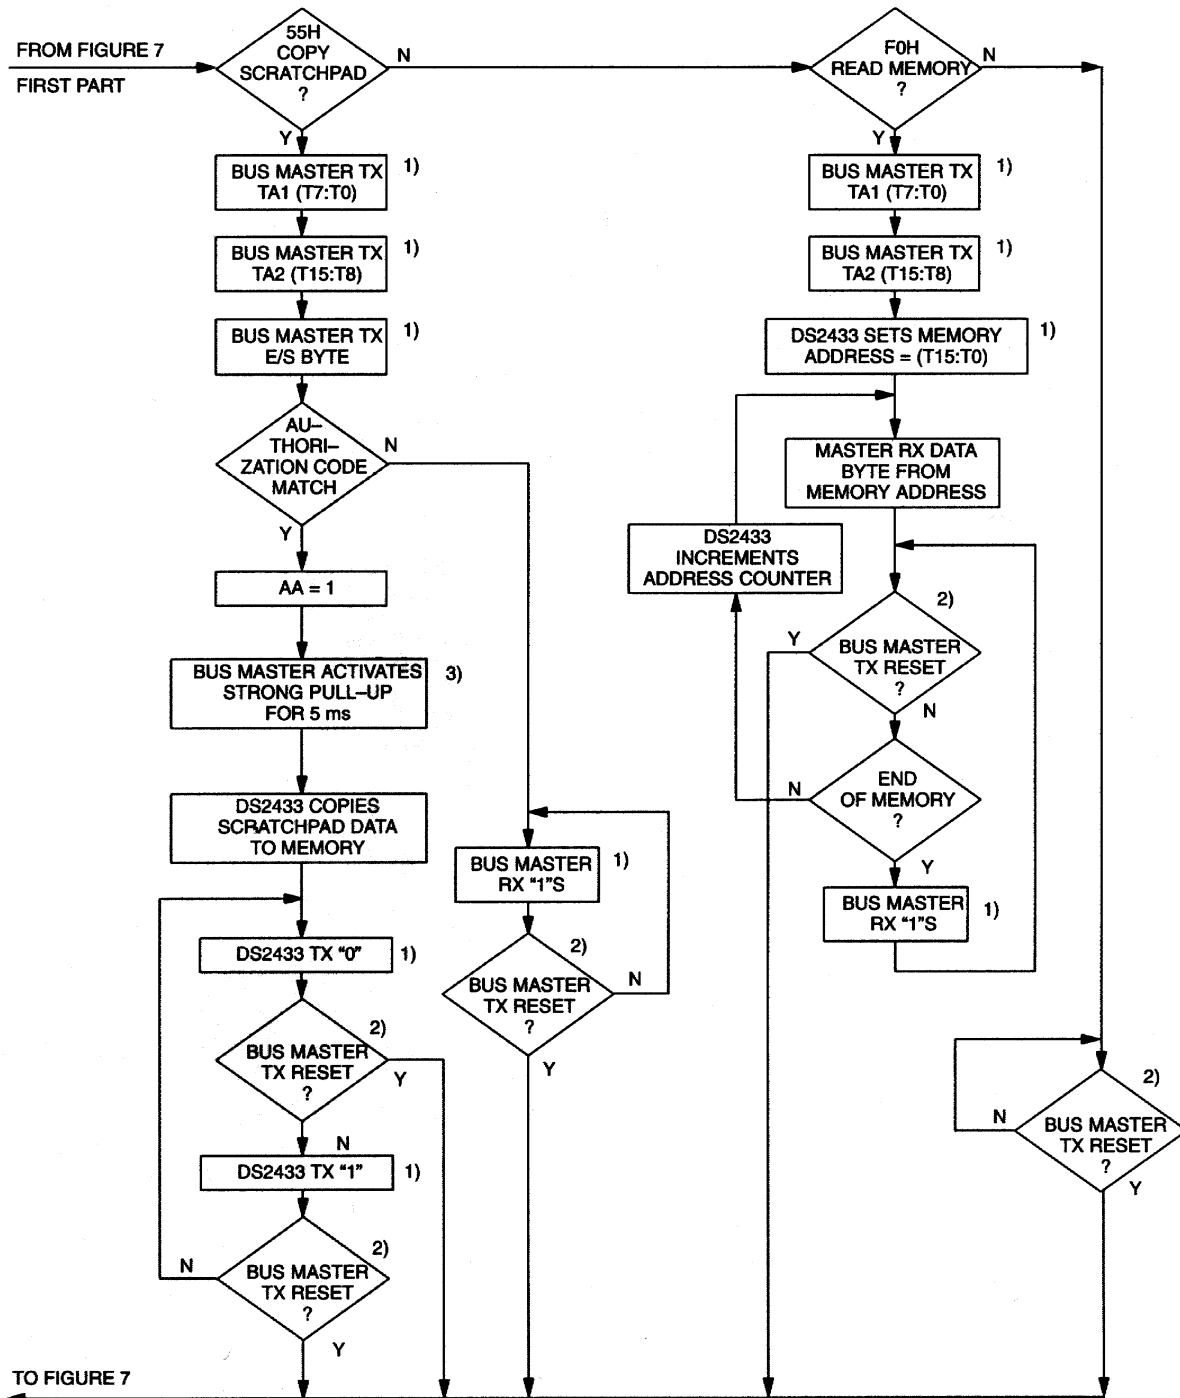 FROM FIGURE 7
FIRST PART
55H
COPY
SCRATCHPAD
?
N
Y
BUS MASTER TX
TA1 (T7:T0)
1)
BUS MASTER TX
TA2 (T15:T8)
1)
BUS MASTER TX
E/S BYTE
1)
AU–
THORI–
ZATION CODE
MATCH
N
Y
AA = 1
BUS MASTER ACTIVATES
STRONG PULL–UP
FOR 5 ms
3)
DS2433 COPIES
SCRATCHPAD DATA
TO MEMORY
DS2433 TX “0”
1)
2)
BUS MASTER
TX RESET
?
Y
N
DS2433 TX “1”
1)
2)
BUS MASTER
TX RESET
?
N
Y
BUS MASTER
RX “1”S
1)
2)
BUS MASTER
TX RESET
?
N
Y
F0H
READ MEMORY
?
N
Y
BUS MASTER TX
TA1 (T7:T0)
1)
BUS MASTER TX
TA2 (T15:T8)
1)
DS2433 SETS MEMORY
ADDRESS = (T15:T0)
1)
MASTER RX DATA
BYTE FROM
MEMORY ADDRESS
DS2433
INCREMENTS
ADDRESS COUNTER
2)
BUS MASTER
TX RESET
?
Y
N
END
OF MEMORY
?
N
Y
BUS MASTER
RX “1”S
1)
2)
BUS MASTER
TX RESET
?
N
Y
TO FIGURE 7